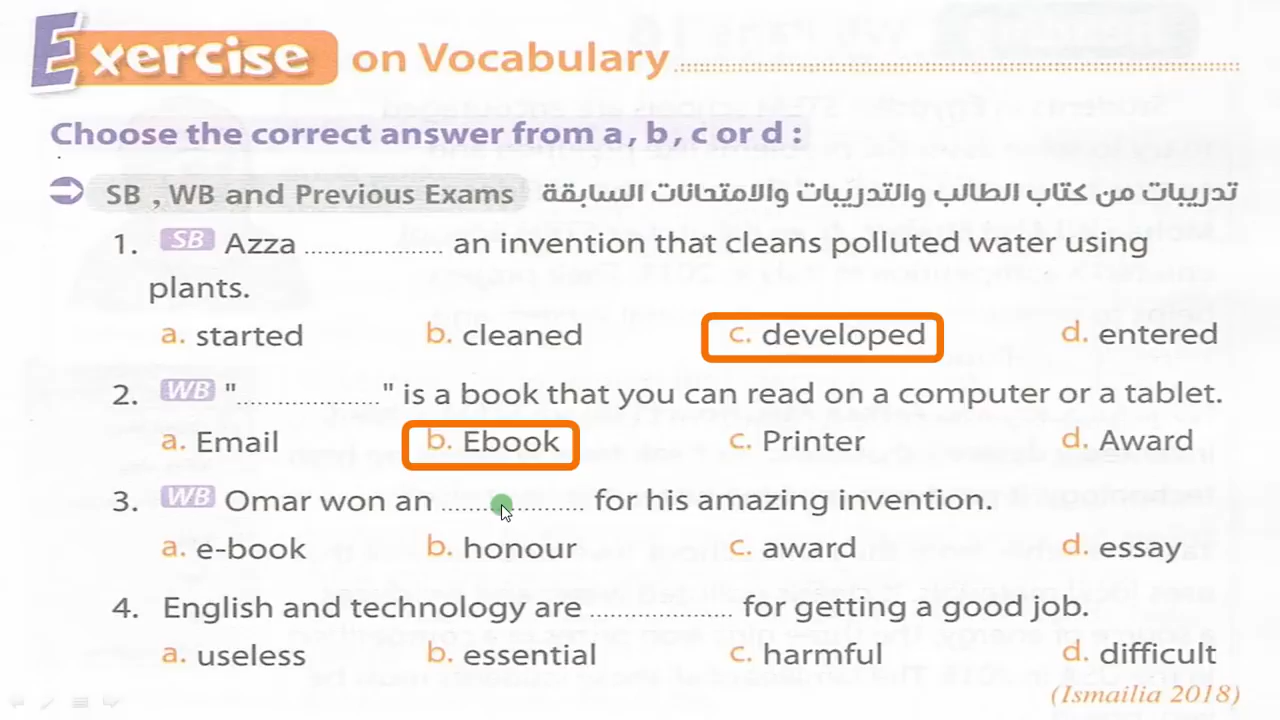 Exercise on Vocabulary
Choose the correct answer from a, b, c or d :
SB , WB and Previous Exams تدريبات من كتاب الطالب والتدريبات والامتحانات السابقة
1. SB Azza ........................ an invention that cleans polluted water using
plants.
a. started b. cleaned c. developed d. entered
2. WB " ........................ " is a book that you can read on a computer or a tablet.
a. Email b. Ebook c. Printer d. Award
3. WB Omar won an ........................ for his amazing invention.
a. e-book b. honour c. award d. essay
4. English and technology are ........................ for getting a good job.
a. useless b. essential c. harmful d. difficult
(Ismailia 2018)